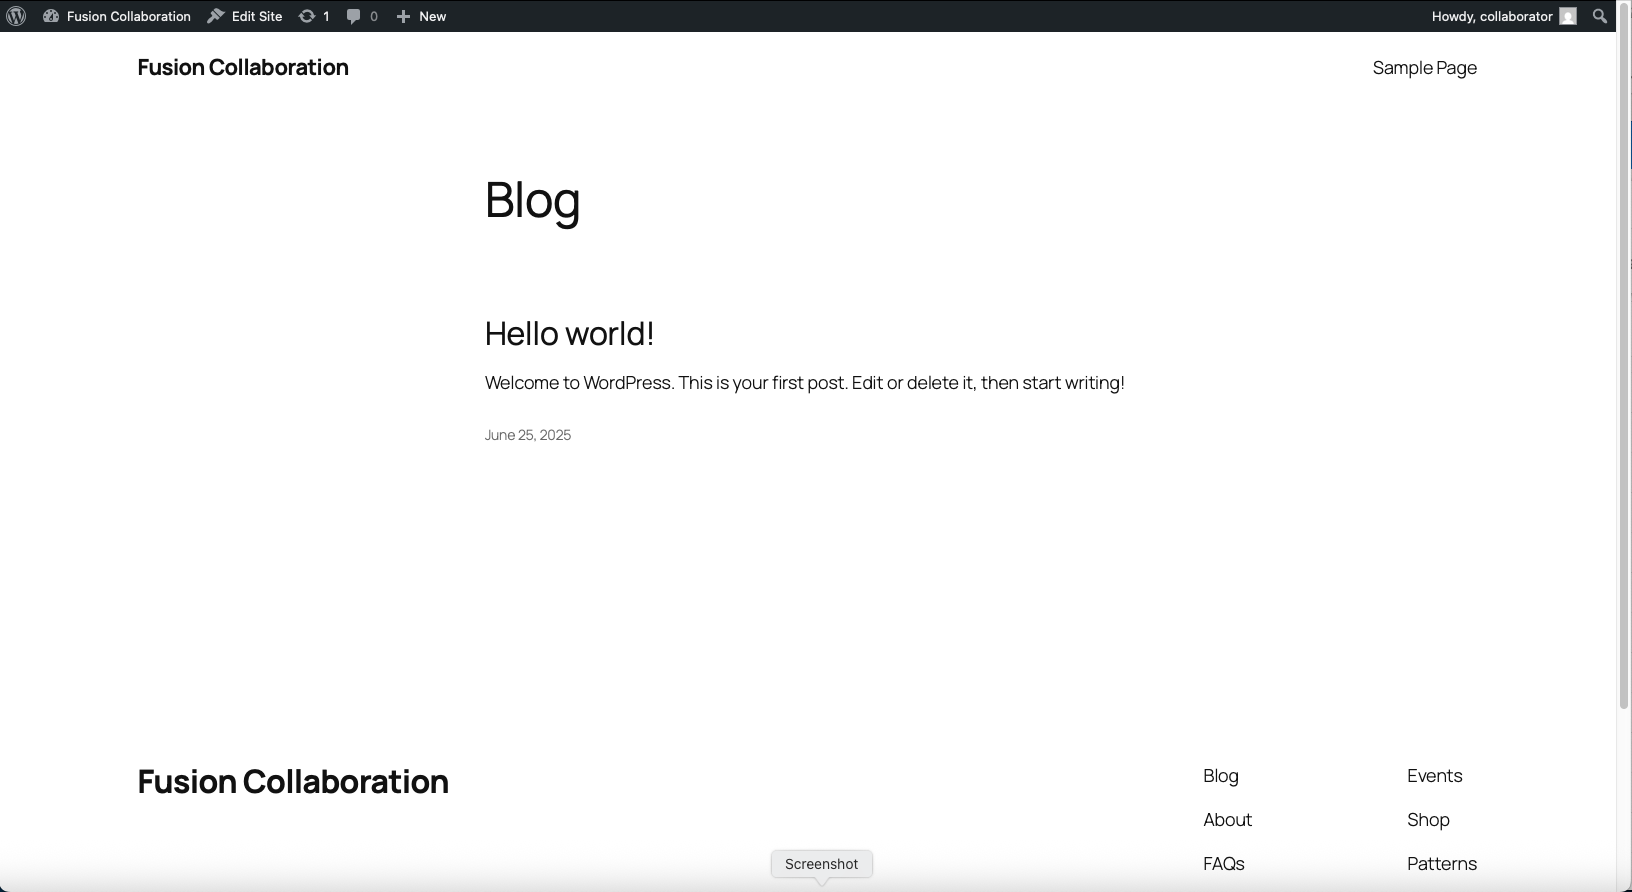 Fusion Collaboration Edit Site 1 0 New Howdy, collaborator
Fusion Collaboration Sample Page
Blog
Hello world!
Welcome to WordPress. This is your first post. Edit or delete it, then start writing!
June 25, 2025
Fusion Collaboration
Blog Events
About Shop
FAQs Patterns
Screenshot